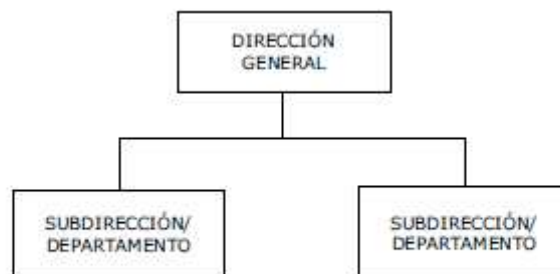 DIRECCIÓN
GENERAL
SUBDIRECCIÓN/
DEPARTAMENTO
SUBDIRECCIÓN/
DEPARTAMENTO